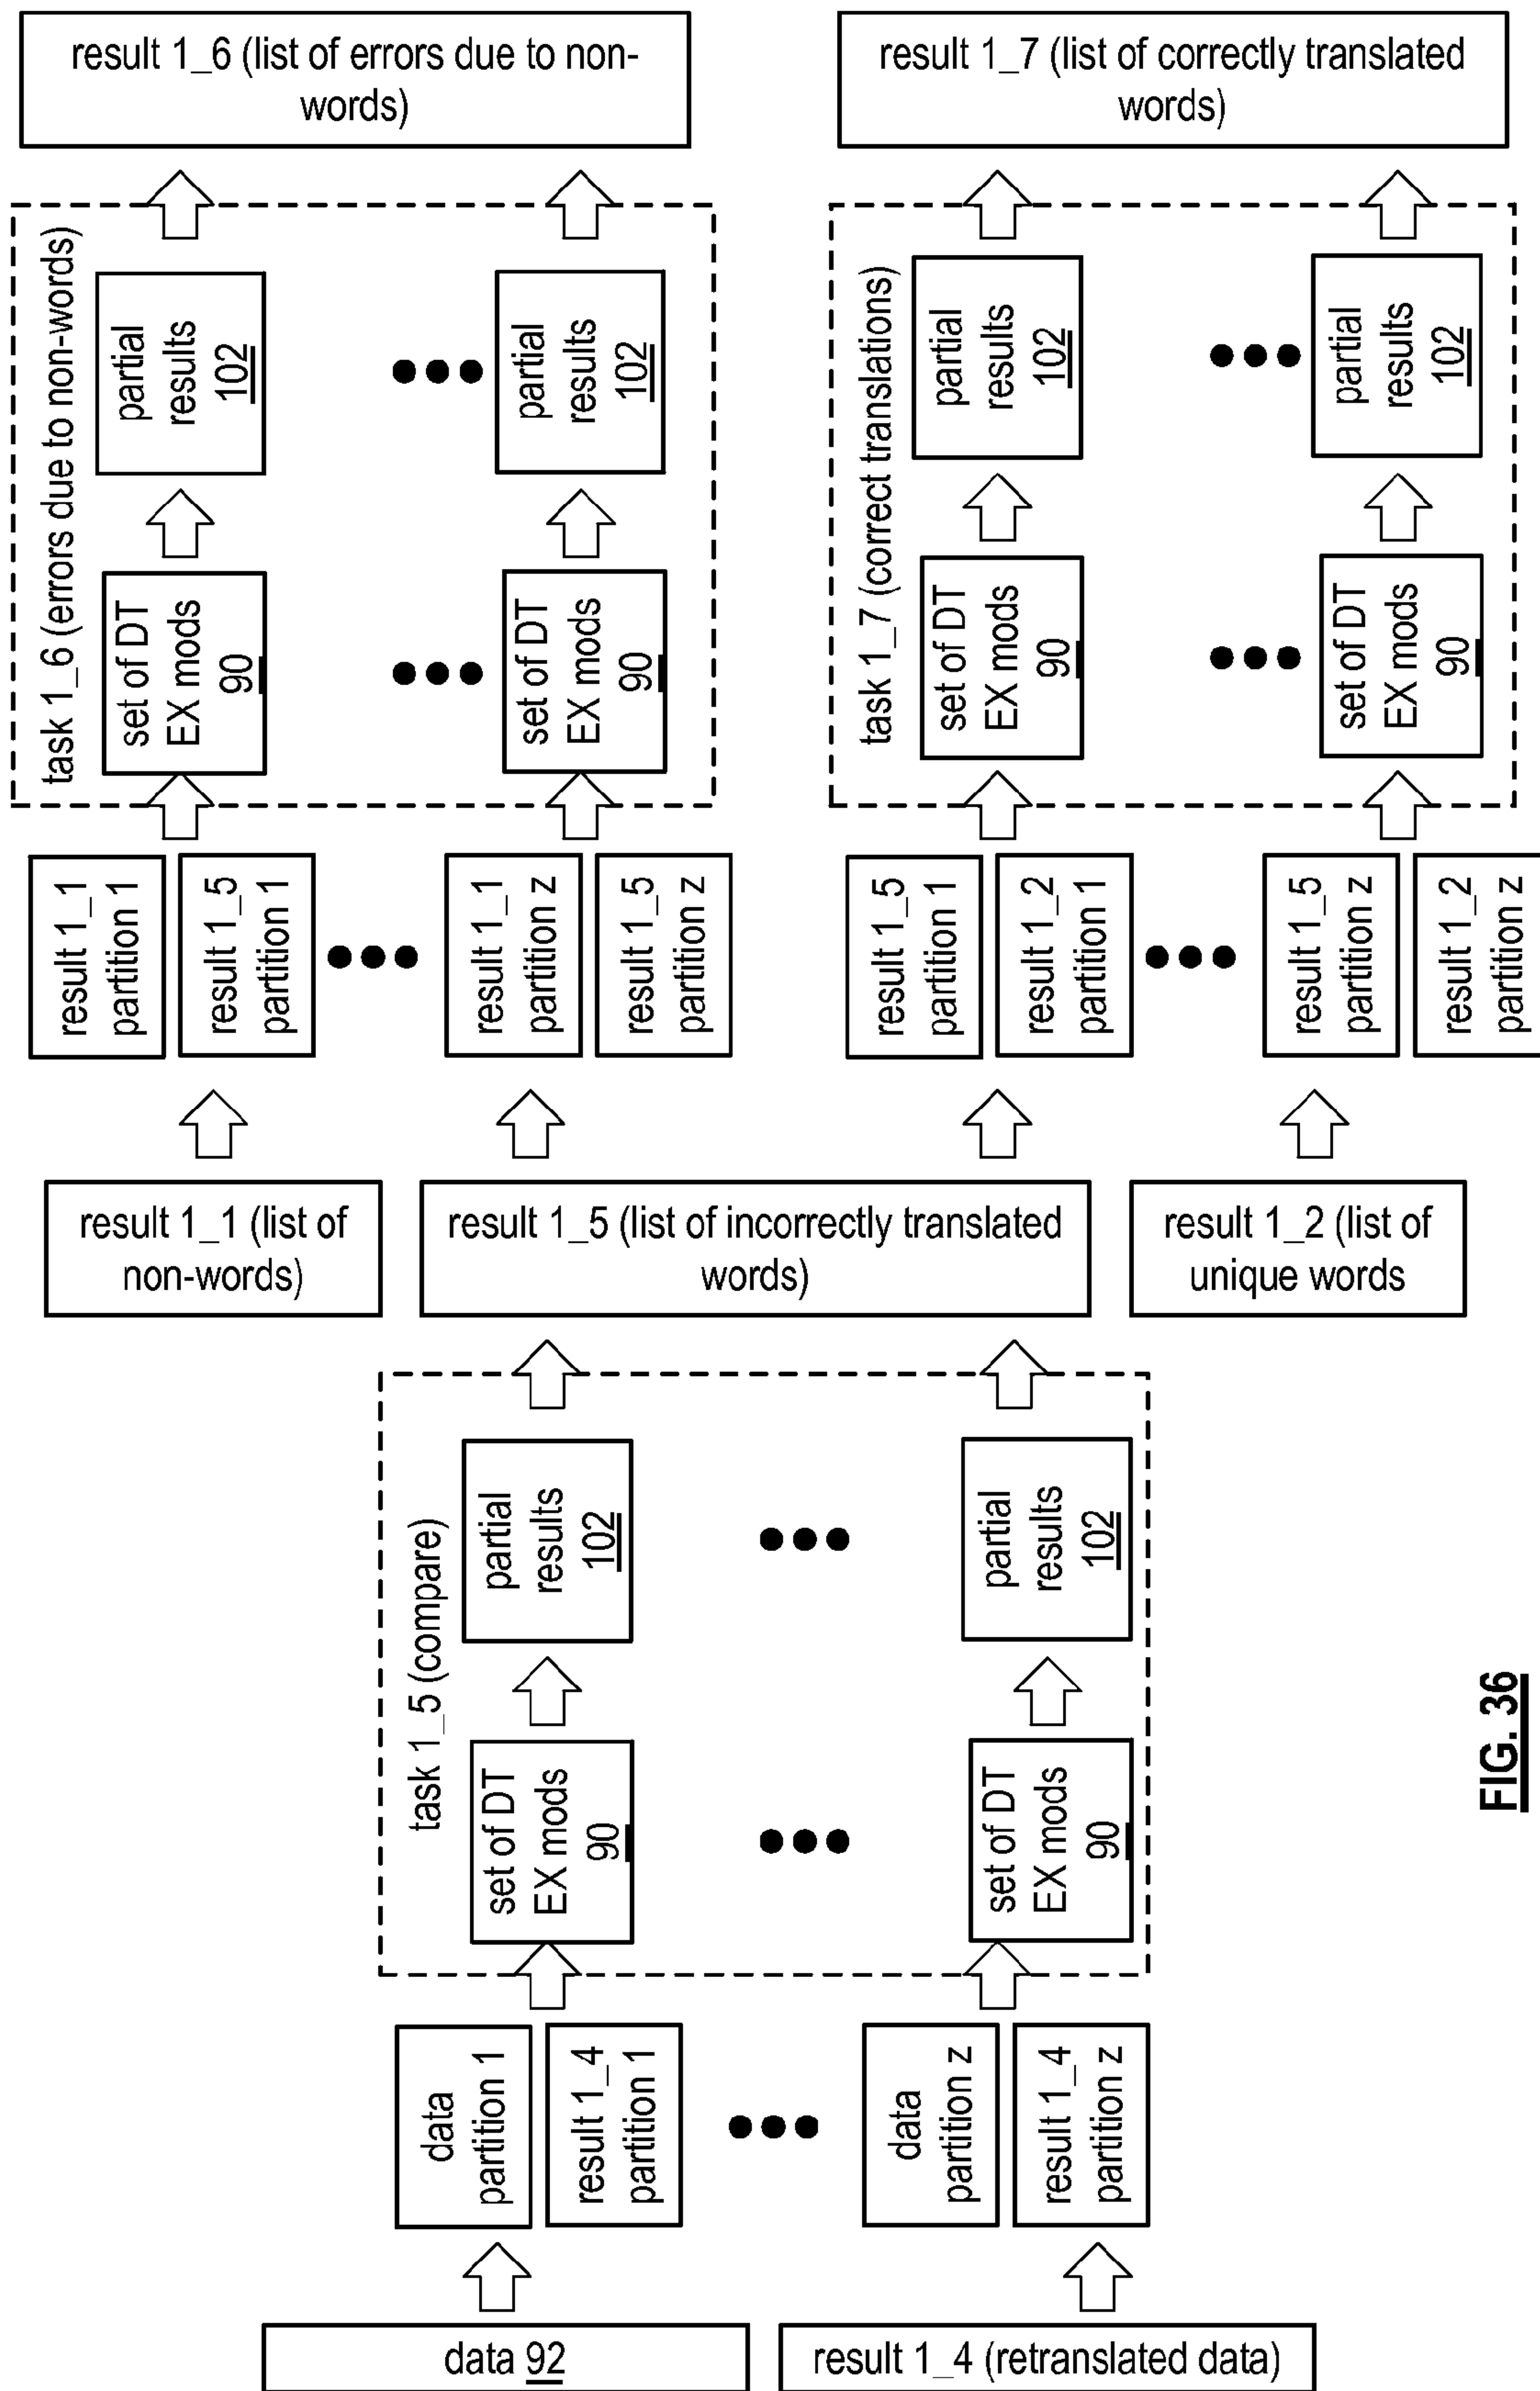 data 92
result 1_4 (retranslated data)
data
partition 1
result 1_4
partition 1
data
partition z
result 1_4
partition z
task 1_5 (compare)
set of DT
EX mods
90
partial
results
102
set of DT
EX mods
90
partial
results
102
result 1_1 (list of
non-words)
result 1_5 (list of incorrectly translated
words)
result 1_2 (list of
unique words
result 1_1
partition 1
result 1_5
partition 1
result 1_1
partition z
result 1_5
partition z
task 1_6 (errors due to non-words)
set of DT
EX mods
90
partial
results
102
set of DT
EX mods
90
partial
results
102
result 1_6 (list of errors due to non-
words)
result 1_5
partition 1
result 1_2
partition 1
result 1_5
partition z
result 1_2
partition z
task 1_7 (correct translations)
set of DT
EX mods
90
partial
results
102
set of DT
EX mods
90
partial
results
102
result 1_7 (list of correctly translated
words)
FIG. 36